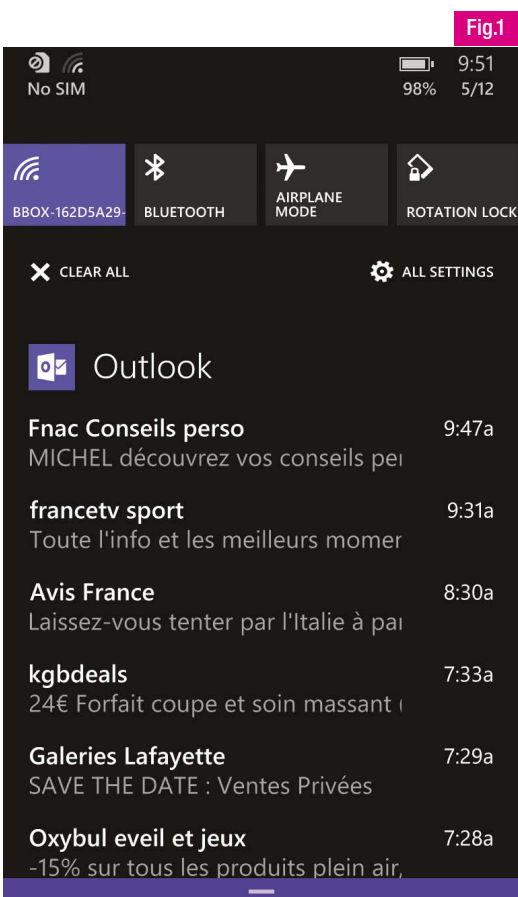 Fig.1
9:51
No SIM
98% 5/12
BBOX-162D5A29-
BLUETOOTH
AIRPLANE
MODE
ROTATION LOCK
CLEAR ALL
ALL SETTINGS
Outlook
Fnac Conseils perso 9:47a
MICHEL découvrez vos conseils per
francetv sport 9:31a
Toute l'info et les meilleurs momen
Avis France 8:30a
Laissez-vous tenter par l'Italie à par
kgbdeals 7:33a
24€ Forfait coupe et soin massant (
Galeries Lafayette 7:29a
SAVE THE DATE : Ventes Privées
Oxybul eveil et jeux 7:28a
-15% sur tous les produits plein air,